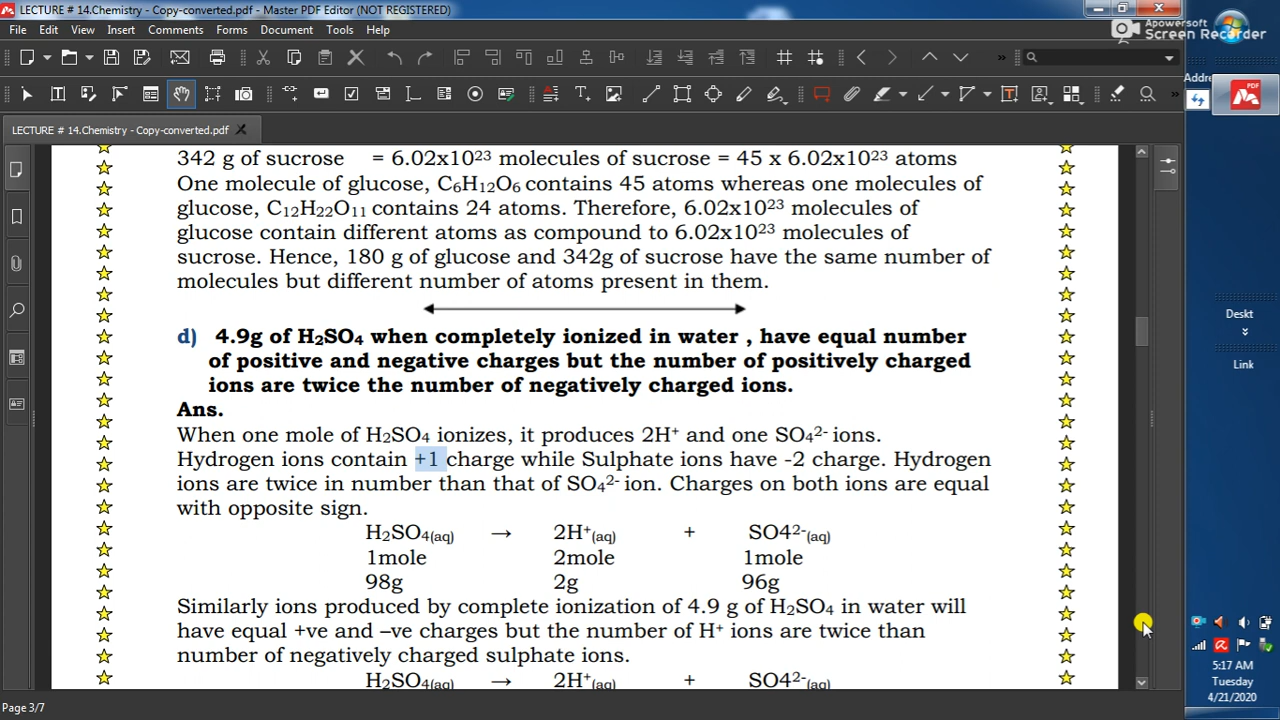 LECTURE # 14.Chemistry - Copy-converted.pdf - Master PDF Editor (NOT REGISTERED)
Apowersoft
Screen Recorder
File Edit View Insert Comments Forms Document Tools Help
Addre
PDF
LECTURE # 14.Chemistry - Copy-converted.pdf
342 g of sucrose = 6.02x10²³ molecules of sucrose = 45 x 6.02x10²³ atoms
One molecule of glucose, C₆H₁₂O₆ contains 45 atoms whereas one molecules of
glucose, C₁₂H₂₂O₁₁ contains 24 atoms. Therefore, 6.02x10²³ molecules of
glucose contain different atoms as compound to 6.02x10²³ molecules of
sucrose. Hence, 180 g of glucose and 342g of sucrose have the same number of
molecules but different number of atoms present in them.
d) 4.9g of H₂SO₄ when completely ionized in water , have equal number
of positive and negative charges but the number of positively charged
ions are twice the number of negatively charged ions.
Ans.
When one mole of H₂SO₄ ionizes, it produces 2H⁺ and one SO₄²⁻ ions.
Hydrogen ions contain +1 charge while Sulphate ions have -2 charge. Hydrogen
ions are twice in number than that of SO₄²⁻ ion. Charges on both ions are equal
with opposite sign.
H₂SO₄(aq) → 2H⁺(aq) + SO4²⁻(aq)
1mole 2mole 1mole
98g 2g 96g
Similarly ions produced by complete ionization of 4.9 g of H₂SO₄ in water will
have equal +ve and –ve charges but the number of H⁺ ions are twice than
number of negatively charged sulphate ions.
H₂SO₄(aq) → 2H⁺(aq) + SO4²⁻(aq)
Page 3/7
Deskt
Link
5:17 AM
Tuesday
4/21/2020